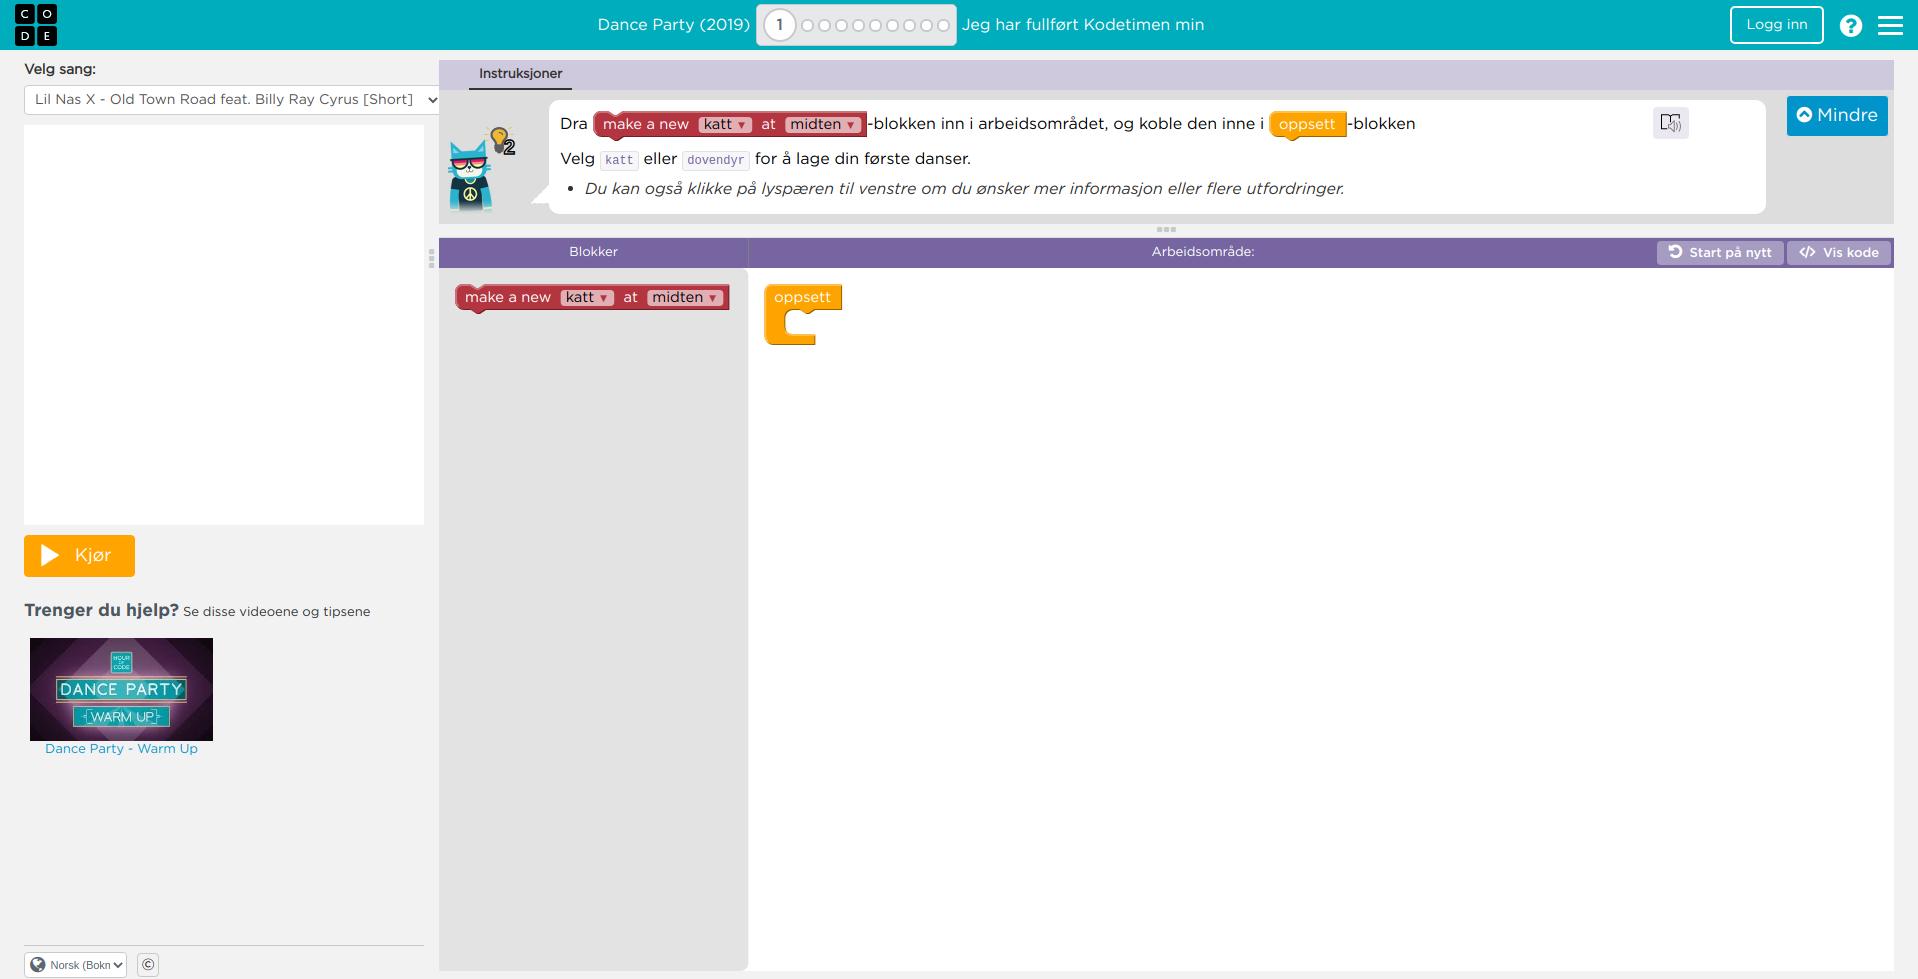 CODE
Dance Party (2019) 1 Jeg har fullført Kodetimen min
Logg inn
?
Velg sang:
Lil Nas X - Old Town Road feat. Billy Ray Cyrus [Short]
Instruksjoner
2
Dra make a new katt at midten -blokken inn i arbeidsområdet, og koble den inne i oppsett -blokken
Velg katt eller dovendyr for å lage din første danser.
• Du kan også klikke på lyspæren til venstre om du ønsker mer informasjon eller flere utfordringer.
Mindre
Blokker
Arbeidsområde:
Start på nytt
</> Vis kode
make a new katt at midten
oppsett
Kjør
Trenger du hjelp? Se disse videoene og tipsene
HOUR OF CODE
DANCE PARTY
WARM UP
Dance Party - Warm Up
Norsk (Bokn
©